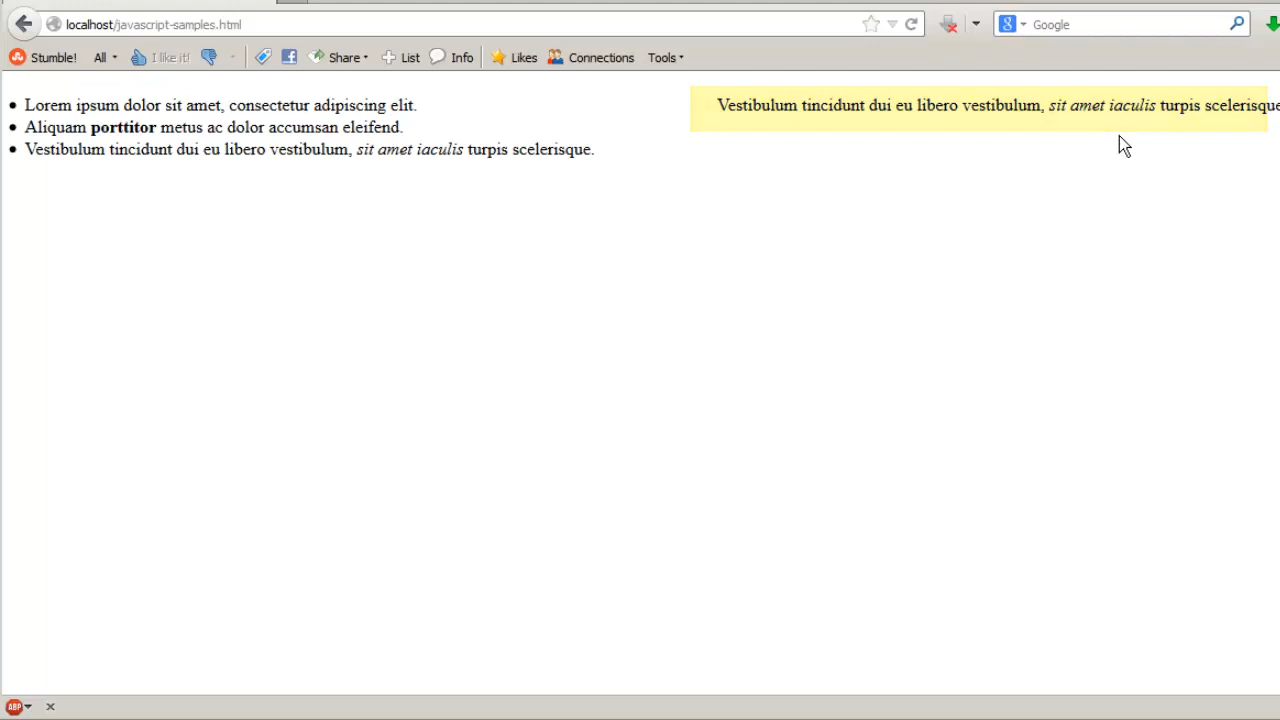 localhost/javascript-samples.html
Google
Stumble! All I like it! Share List Info Likes Connections Tools
Lorem ipsum dolor sit amet, consectetur adipiscing elit.
Aliquam porttitor metus ac dolor accumsan eleifend.
Vestibulum tincidunt dui eu libero vestibulum, sit amet iaculis turpis scelerisque.
Vestibulum tincidunt dui eu libero vestibulum, sit amet iaculis turpis scelerisque
ABP